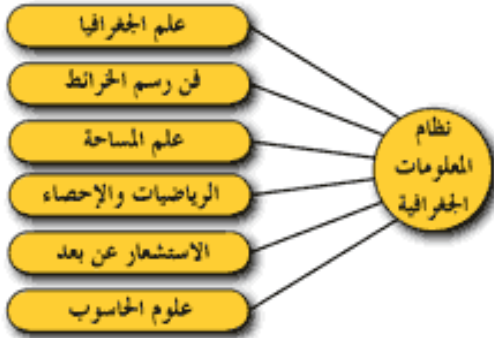 علم الجغرافيا
فن رسم الخرائط
علم المساحة
الرياضيات والإحصاء
الاستشعار عن بعد
علوم الحاسوب
نظام
المعلومات
الجغرافية